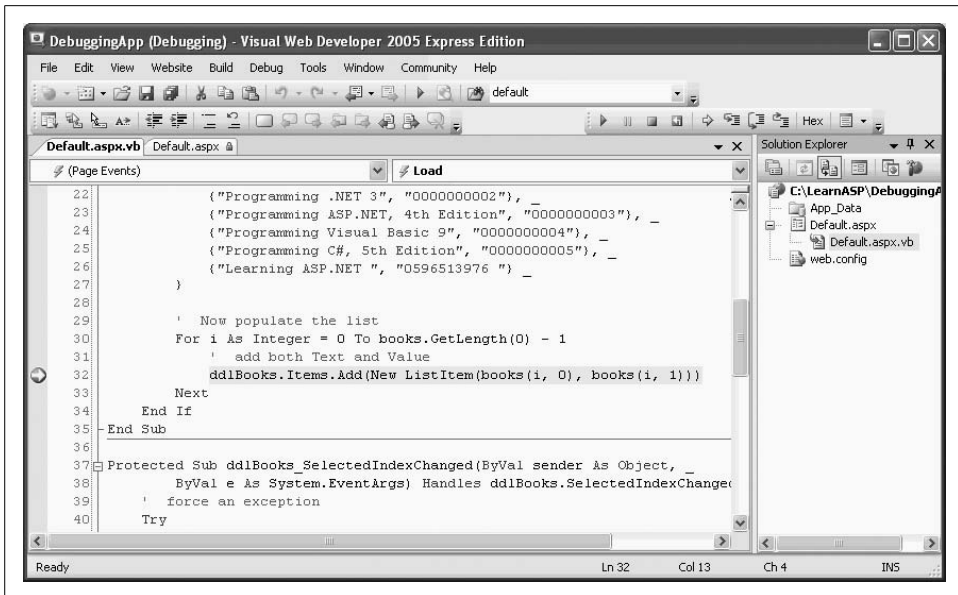 DebuggingApp (Debugging) - Visual Web Developer 2005 Express Edition
File Edit View Website Build Debug Tools Window Community Help
default
Hex
Default.aspx.vb Default.aspx
Solution Explorer
(Page Events) Load
22 {"Programming .NET 3", "0000000002"}, _
23 {"Programming ASP.NET, 4th Edition", "0000000003"}, _
24 {"Programming Visual Basic 9", "0000000004"}, _
25 {"Programming C#, 5th Edition", "0000000005"}, _
26 {"Learning ASP.NET ", "0596513976 "} _
27 }
28
29 ' Now populate the list
30 For i As Integer = 0 To books.GetLength(0) - 1
31 ' add both Text and Value
32 ddlBooks.Items.Add(New ListItem(books(i, 0), books(i, 1)))
33 Next
34 End If
35 End Sub
36
37 Protected Sub ddlBooks_SelectedIndexChanged(ByVal sender As Object, _
38 ByVal e As System.EventArgs) Handles ddlBooks.SelectedIndexChange
39 ' force an exception
40 Try
C:\LearnASP\DebuggingA
App_Data
Default.aspx
Default.aspx.vb
web.config
Ready Ln 32 Col 13 Ch 4 INS